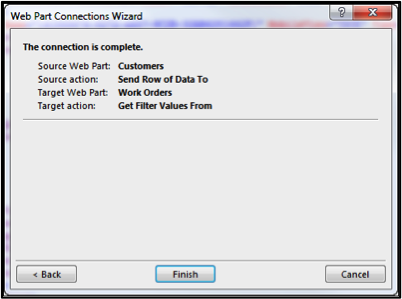 Web Part Connections Wizard
The connection is complete.
Source Web Part: Customers
Source action: Send Row of Data To
Target Web Part: Work Orders
Target action: Get Filter Values From
< Back Finish Cancel